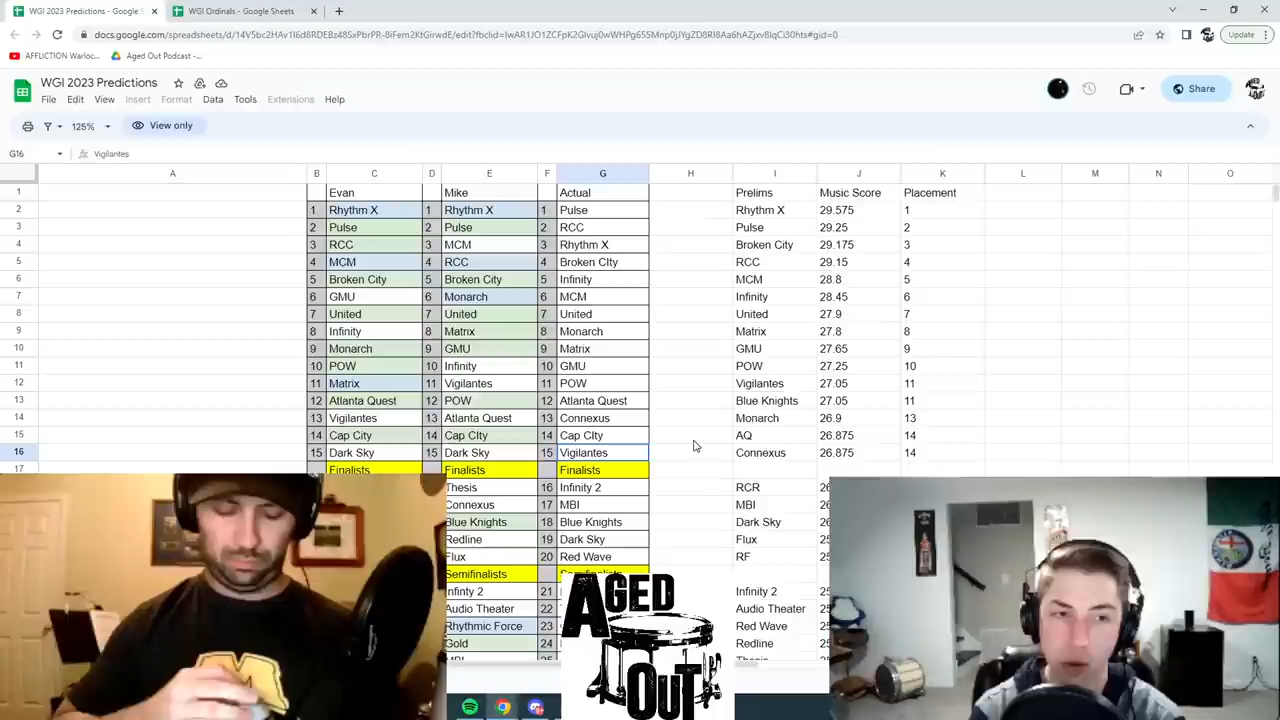 WGI 2023 Predictions - Google S
WGI Ordinals - Google Sheets
docs.google.com/spreadsheets/d/
AFFLICTION Warloc...
Aged Out Podcast -...
Update
WGI 2023 Predictions
File Edit View Insert Format Data Tools Extensions Help
Share
125% View only
G16 Vigilantes
A B C D E F G H I J K L M N O
1 Evan Mike Actual Prelims Music Score Placement
2 1 Rhythm X 1 Rhythm X 1 Pulse Rhythm X 29.575 1
3 2 Pulse 2 Pulse 2 RCC Pulse 29.25 2
4 3 RCC 3 MCM 3 Rhythm X Broken City 29.175 3
5 4 MCM 4 RCC 4 Broken CIty RCC 29.15 4
6 5 Broken City 5 Broken City 5 Infinity MCM 28.8 5
7 6 GMU 6 Monarch 6 MCM Infinity 28.45 6
8 7 United 7 United 7 United United 27.9 7
9 8 Infinity 8 Matrix 8 Monarch Matrix 27.8 8
10 9 Monarch 9 GMU 9 Matrix GMU 27.65 9
11 10 POW 10 Infinity 10 GMU POW 27.25 10
12 11 Matrix 11 Vigilantes 11 POW Vigilantes 27.05 11
13 12 Atlanta Quest 12 POW 12 Atlanta Quest Blue Knights 27.05 11
14 13 Vigilantes 13 Atlanta Quest 13 Connexus Monarch 26.9 13
15 14 Cap City 14 Cap CIty 14 Cap CIty AQ 26.875 14
16 15 Dark Sky 15 Dark Sky 15 Vigilantes Connexus 26.875 14
17 Finalists Finalists Finalists
Thesis 16 Infinity 2 RCR
Connexus 17 MBI MBI
Blue Knights 18 Blue Knights Dark Sky
Redline 19 Dark Sky Flux
Flux 20 Red Wave RF
Semifinalists
Infinity 2 21 Infinity 2
Audio Theater 22 Audio Theater
Rhythmic Force 23 Red Wave
Gold 24 Redline
AGED
OUT